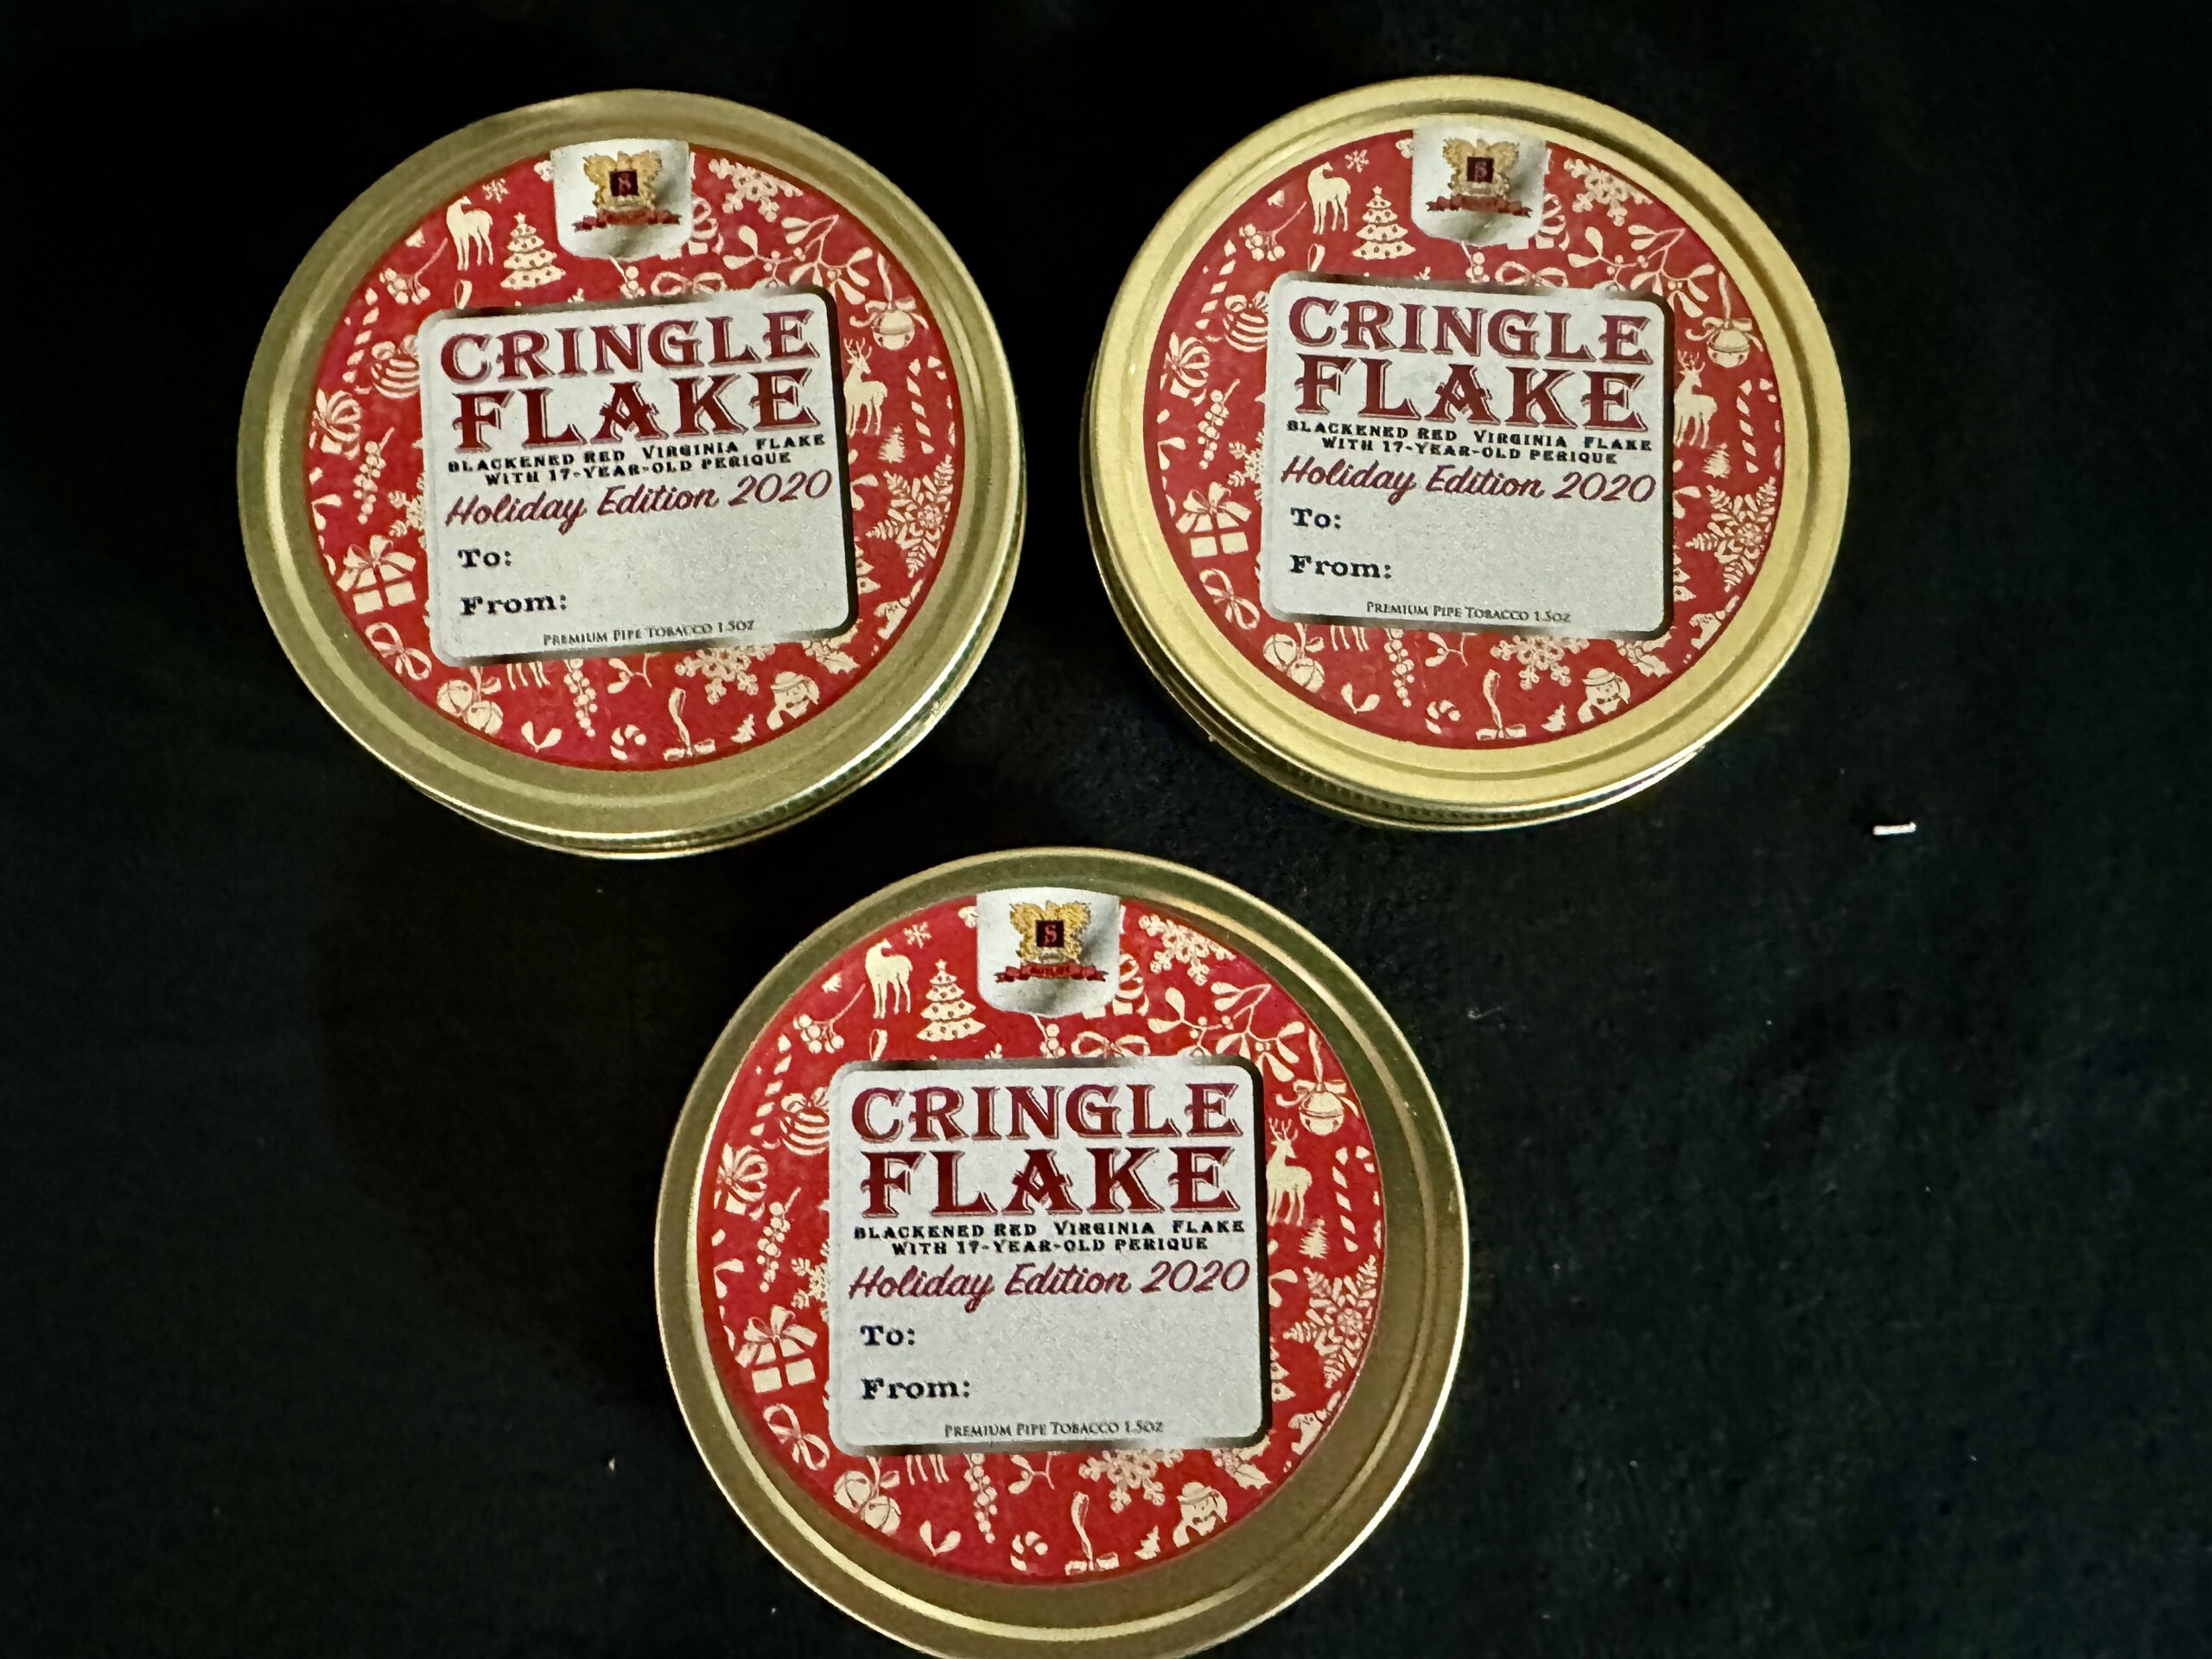 S
CRINGLE
FLAKE
BLACKENED RED VIRGINIA FLAKE
WITH 17-YEAR-OLD PERIQUE
Holiday Edition 2020
To:
From:
PREMIUM PIPE TOBACCO 1.5OZ
S
CRINGLE
FLAKE
BLACKENED RED VIRGINIA FLAKE
WITH 17-YEAR-OLD PERIQUE
Holiday Edition 2020
To:
From:
PREMIUM PIPE TOBACCO 1.5OZ
S
SUTLIFF
CRINGLE
FLAKE
BLACKENED RED VIRGINIA FLAKE
WITH 17-YEAR-OLD PERIQUE
Holiday Edition 2020
To:
From:
PREMIUM PIPE TOBACCO 1.5OZ